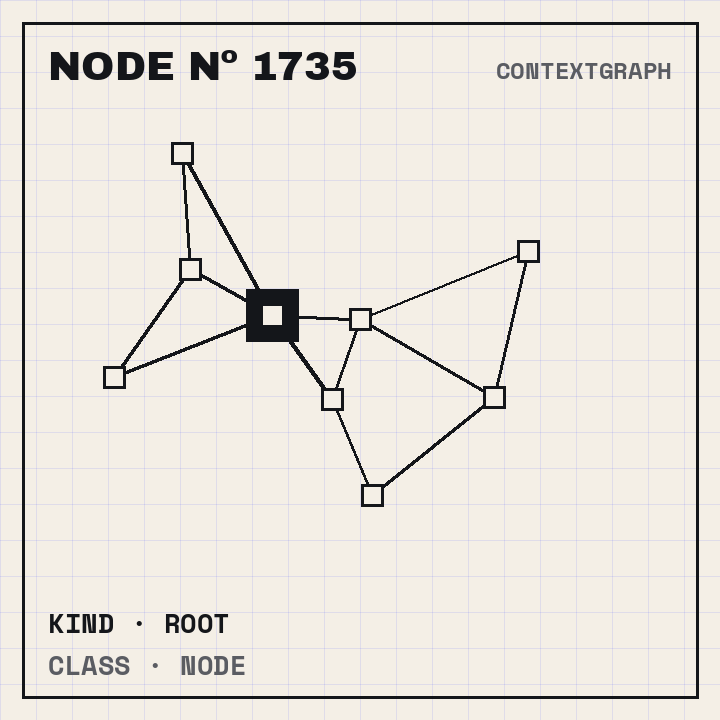 NODE Nº 1735
CONTEXTGRAPH
KIND · ROOT
CLASS · NODE